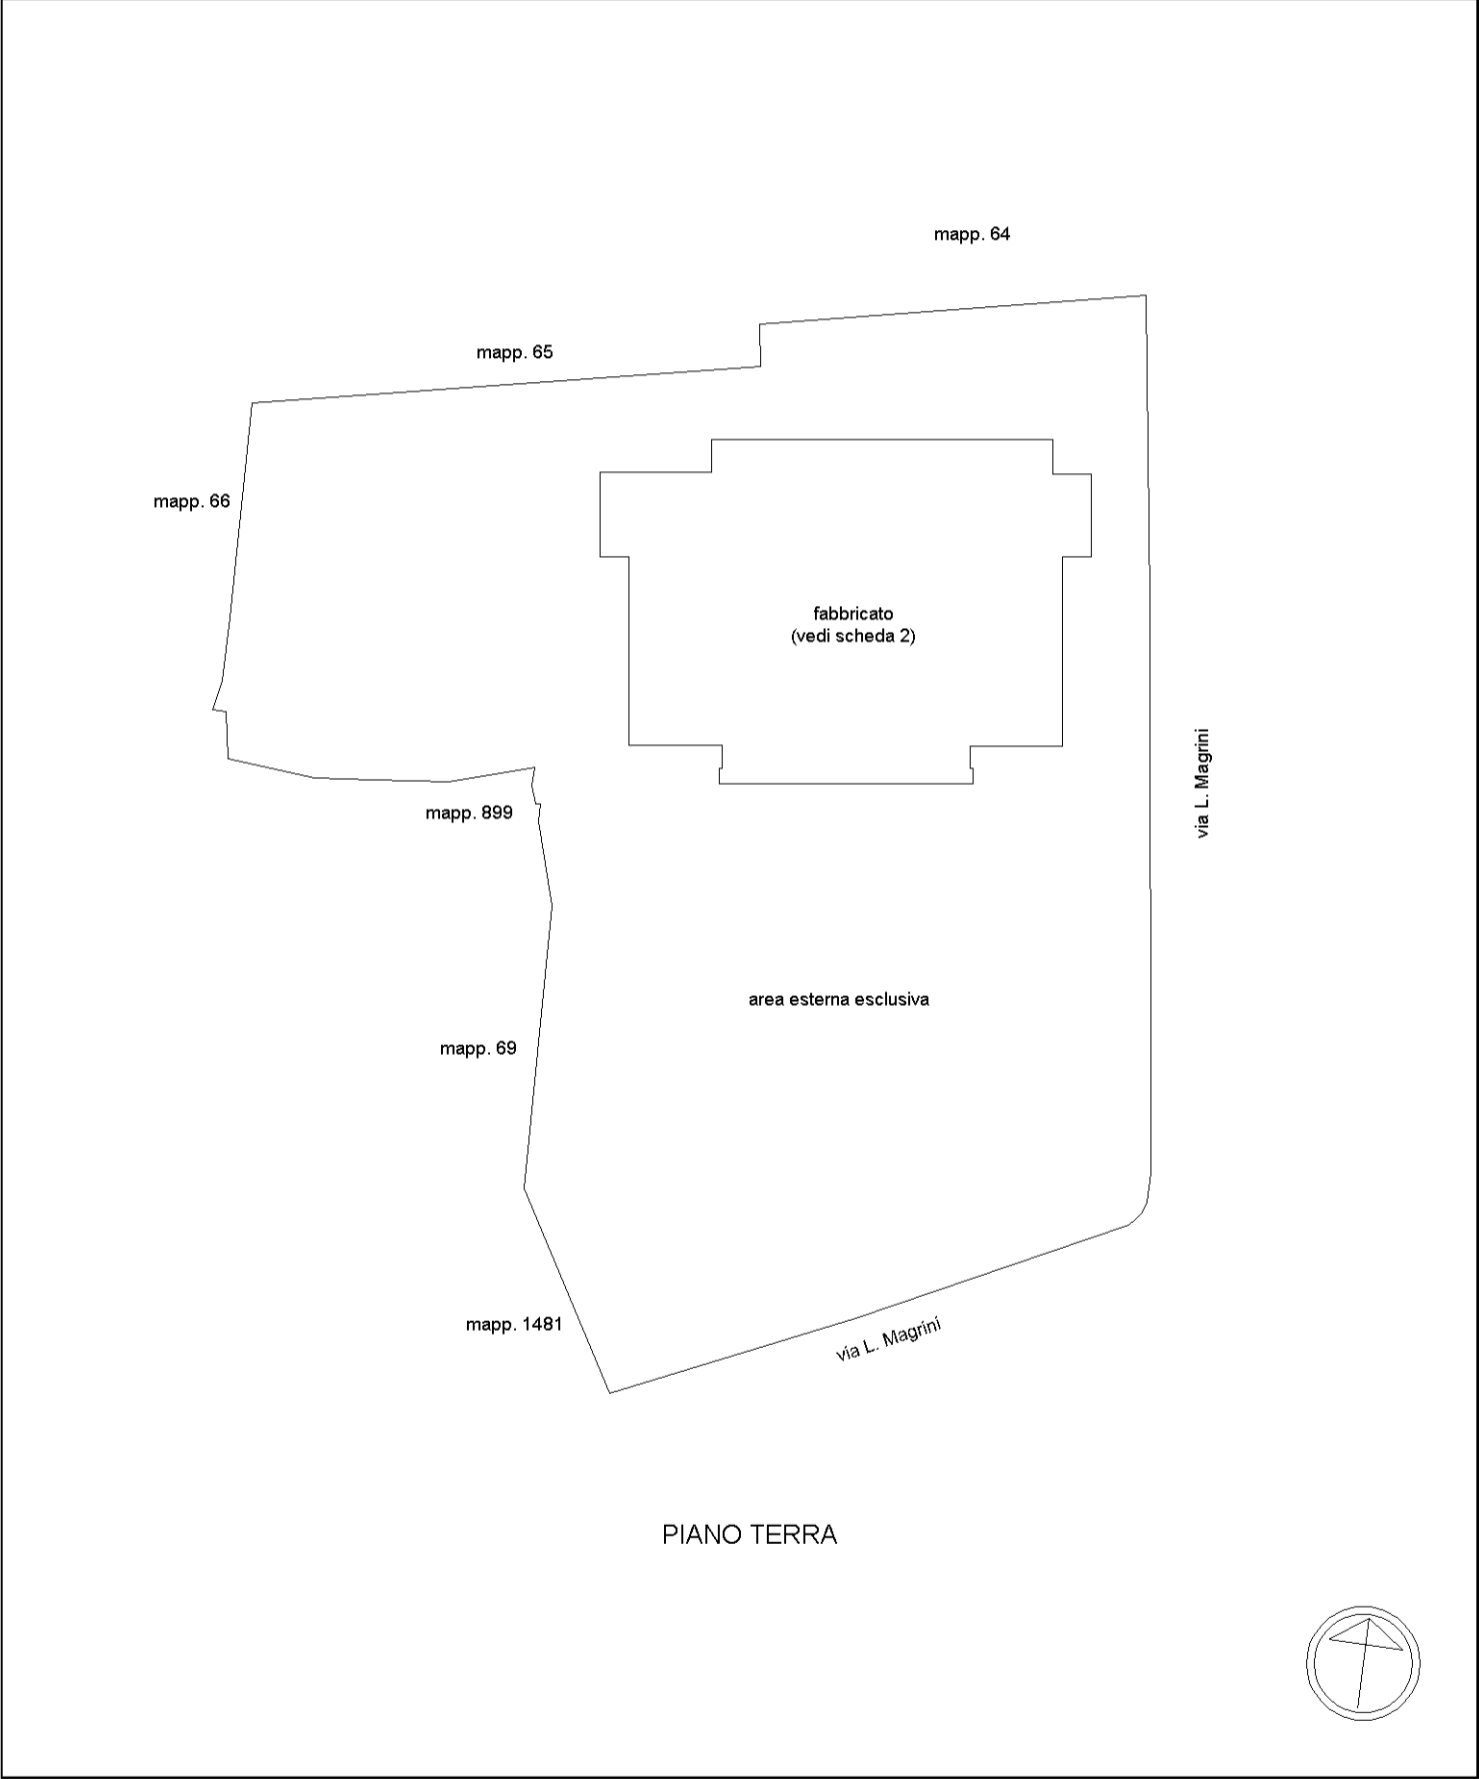 mapp. 64
mapp. 65
mapp. 66
fabbricato
(vedi scheda 2)
via L. Magrini
mapp. 899
area esterna esclusiva
mapp. 69
mapp. 1481
via L. Magrini
PIANO TERRA